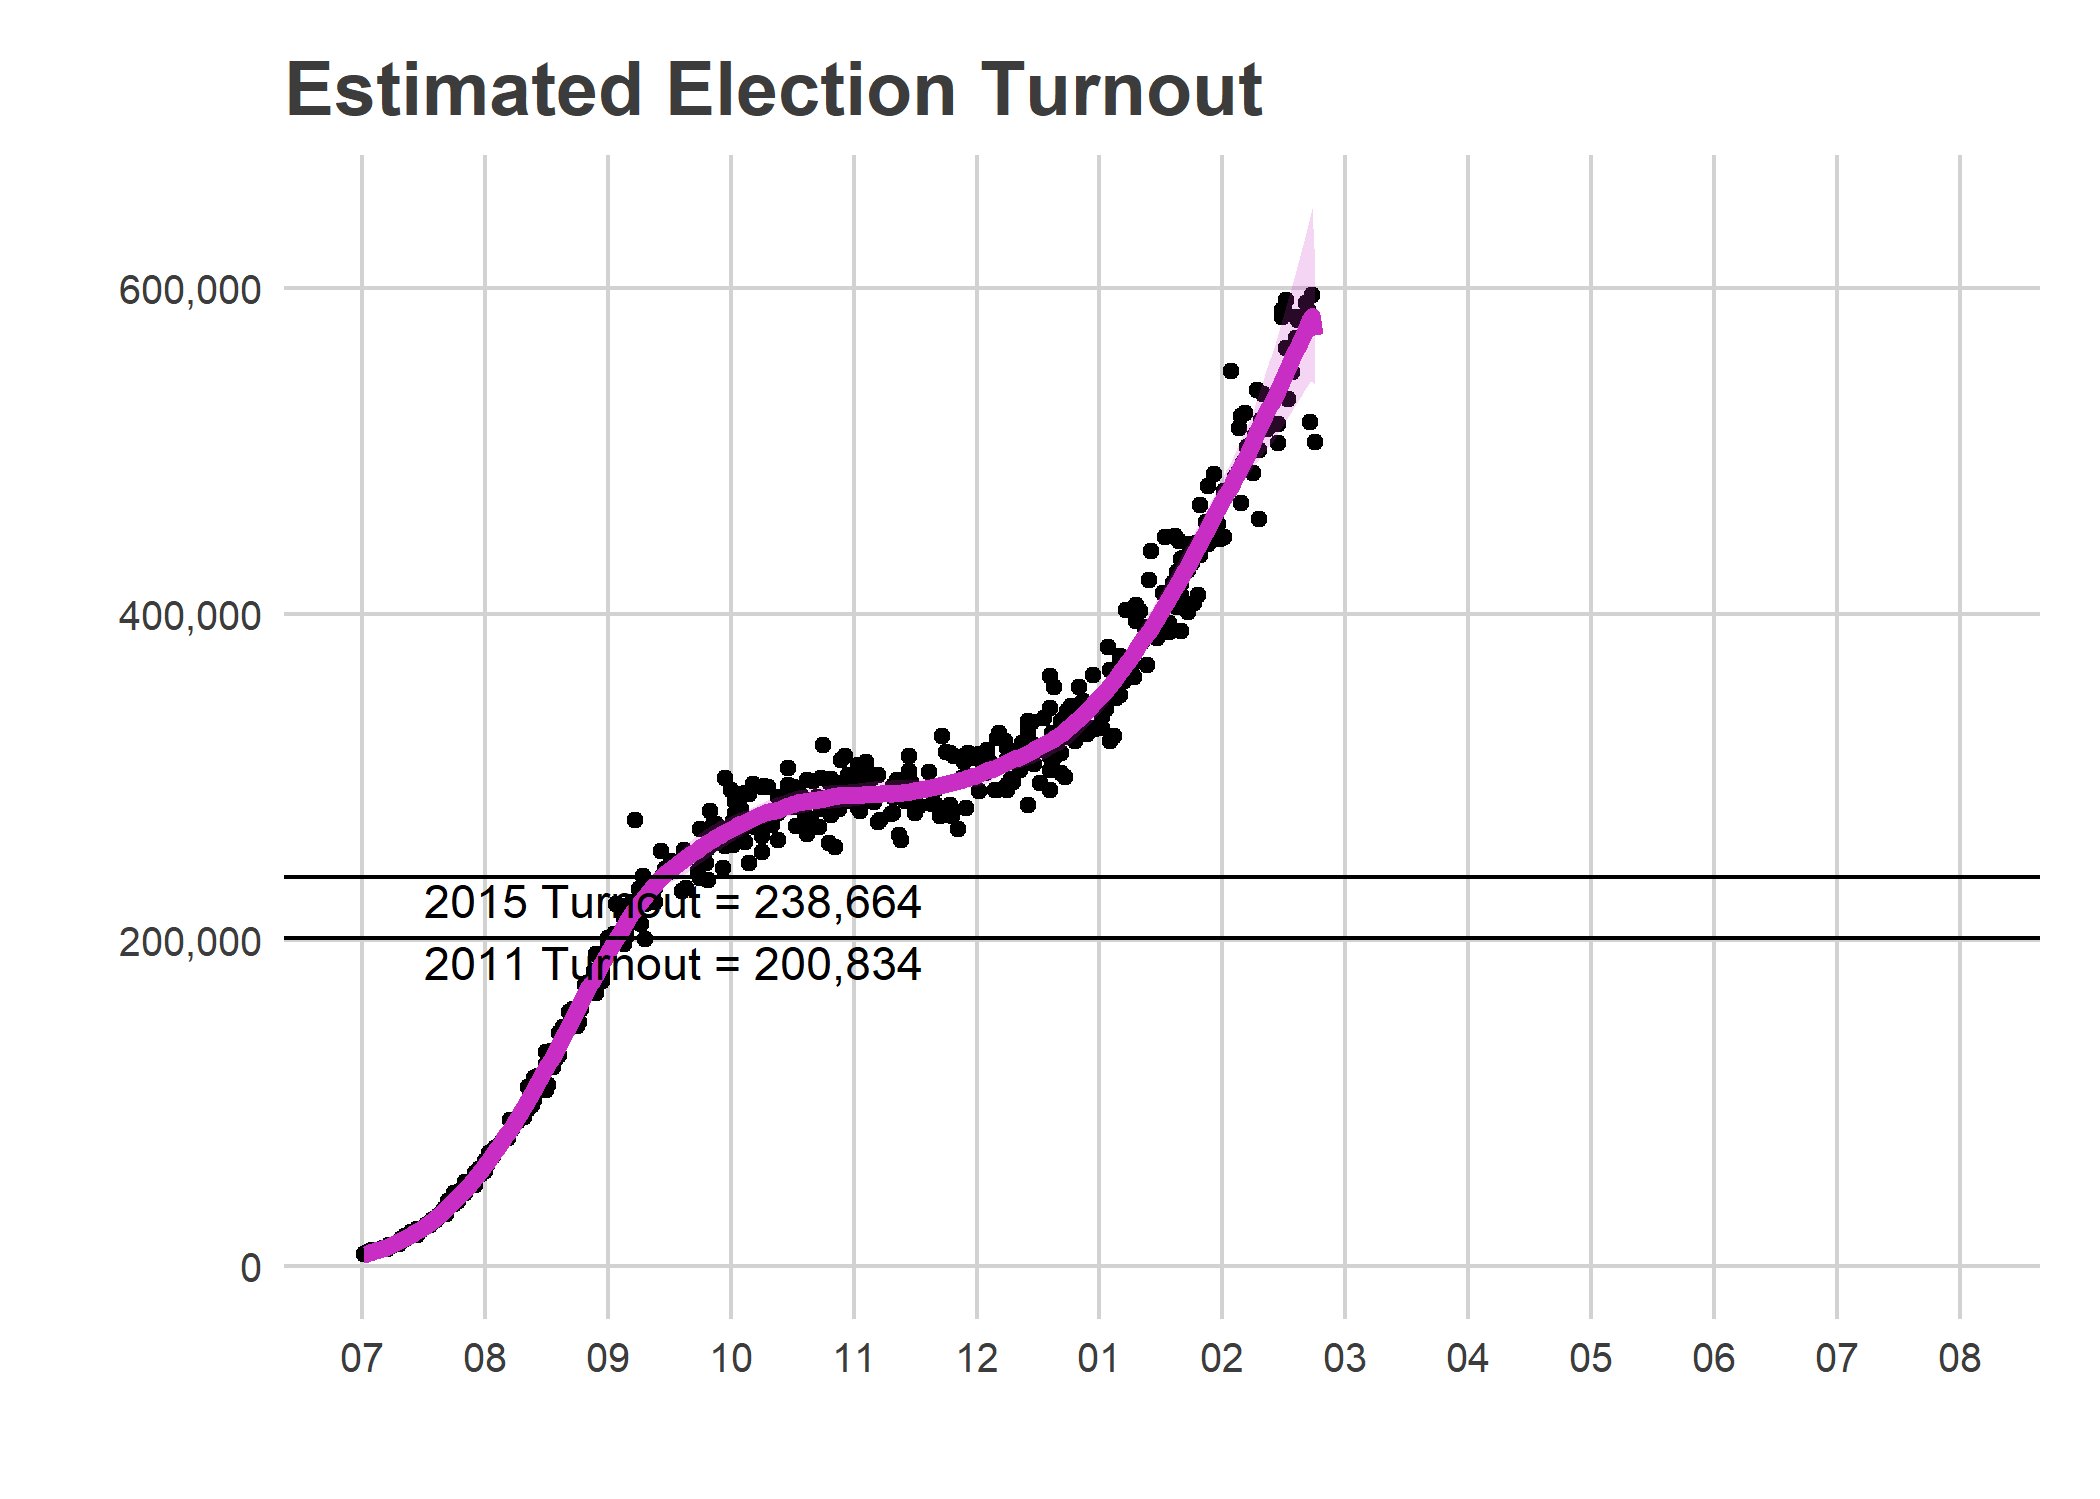 Estimated Election Turnout
600,000
400,000
2015 Turnout = 238,664
200,000
2011 Turnout = 200,834
0
07 08 09 10 11 12 01 02 03 04 05 06 07 08